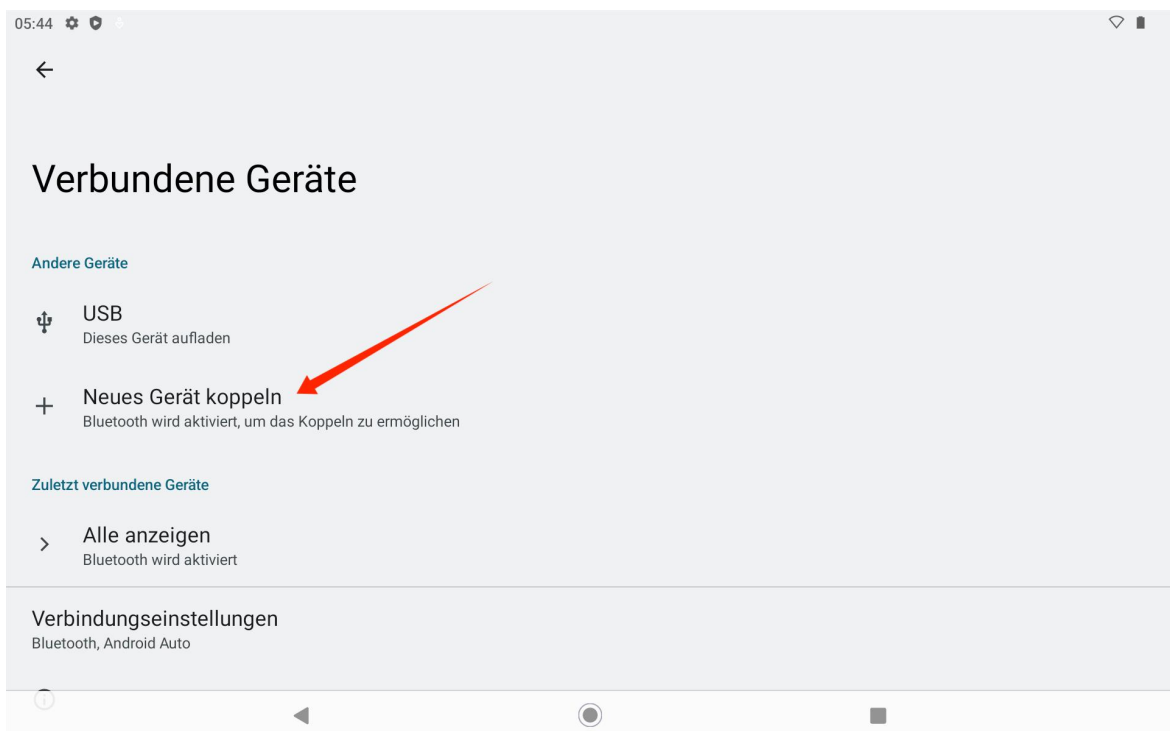 05:44
Verbundene Geräte
Andere Geräte
USB
Dieses Gerät aufladen
Neues Gerät koppeln
Bluetooth wird aktiviert, um das Koppeln zu ermöglichen
Zuletzt verbundene Geräte
Alle anzeigen
Bluetooth wird aktiviert
Verbindungseinstellungen
Bluetooth, Android Auto